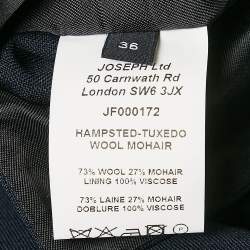 36
JOSEPH Ltd
50 Carnwath Rd
London SW6 3JX
JF000172
HAMPSTED-TUXEDO
WOOL MOHAIR
73% WOOL 27% MOHAIR
LINING 100% VISCOSE
73% LAINE 27% MOHAIR
DOBLURE 100% VISCOSE
P